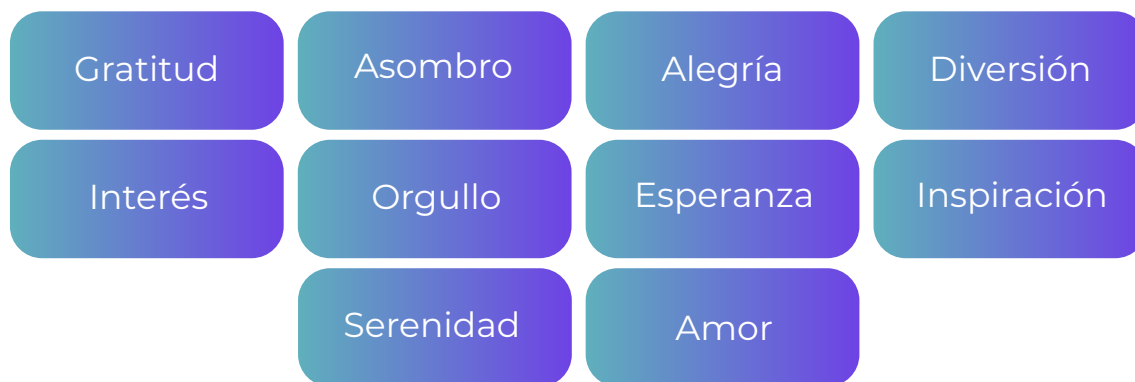 Gratitud
Asombro
Alegría
Diversión
Interés
Orgullo
Esperanza
Inspiración
Serenidad
Amor